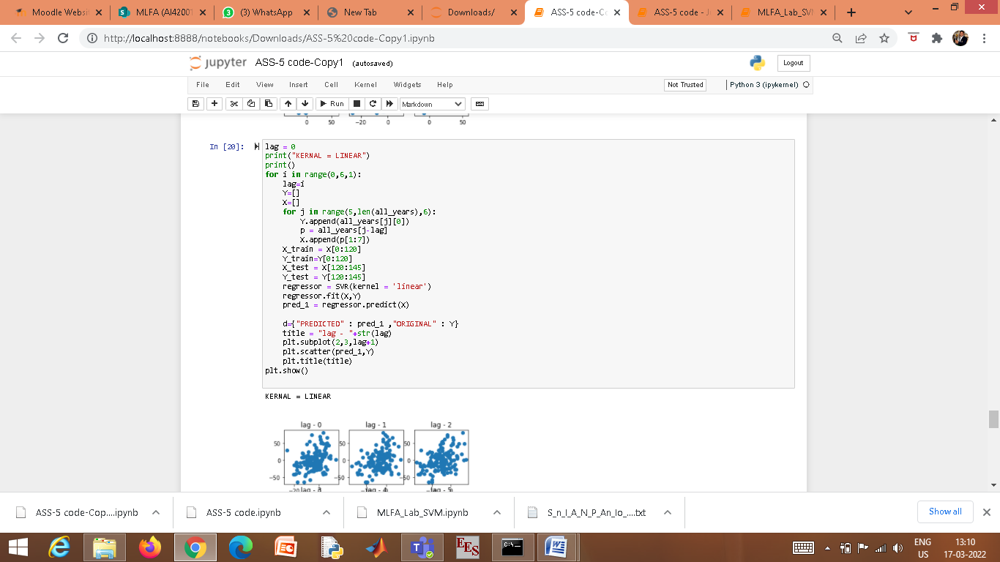 Moodle Websi
MLFA (AI42001
(3) WhatsApp
New Tab
Downloads/
ASS-5 code-Co
ASS-5 code - J
MLFA_Lab_SVM
http://localhost:8888/notebooks/Downloads/ASS-5%20code-Copy1.ipynb
jupyter ASS-5 code-Copy1 (autosaved)
Logout
File Edit View Insert Cell Kernel Widgets Help
Not Trusted
Python 3 (ipykernel)
Run
Markdown
0 50 −20 0 0 50
In [20]:
lag = 0
print("KERNAL = LINEAR")
print()
for i in range(0,6,1):
    lag=i
    Y=[]
    X=[]
    for j in range(5,len(all_years),6):
        Y.append(all_years[j][0])
        p = all_years[j-lag]
        X.append(p[1:7])
    X_train = X[0:120]
    Y_train=Y[0:120]
    X_test = X[120:145]
    Y_test = Y[120:145]
    regressor = SVR(kernel = 'linear')
    regressor.fit(X,Y)
    pred_1 = regressor.predict(X)
    d={"PREDICTED" : pred_1 ,"ORIGINAL" : Y}
    title = "lag - "+str(lag)
    plt.subplot(2,3,lag+1)
    plt.scatter(pred_1,Y)
    plt.title(title)
plt.show()
KERNAL = LINEAR
lag - 0 lag - 1 lag - 2
50 50 50
0 0 0
−50 −50 −50
lag - 3 lag - 4 lag - 5
ASS-5 code-Cop....ipynb
ASS-5 code.ipynb
MLFA_Lab_SVM.ipynb
S_n_I_A_N_P_An_Io_....txt
Show all
C:\
EES
ENG
US
13:10
17-03-2022